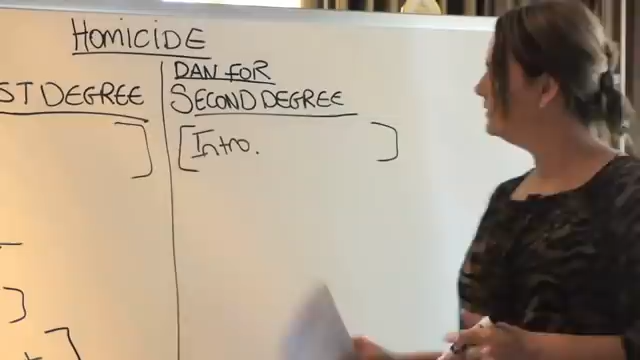 HOMICIDE
ST DEGREE
DAN FOR
SECOND DEGREE
[Intro. ]